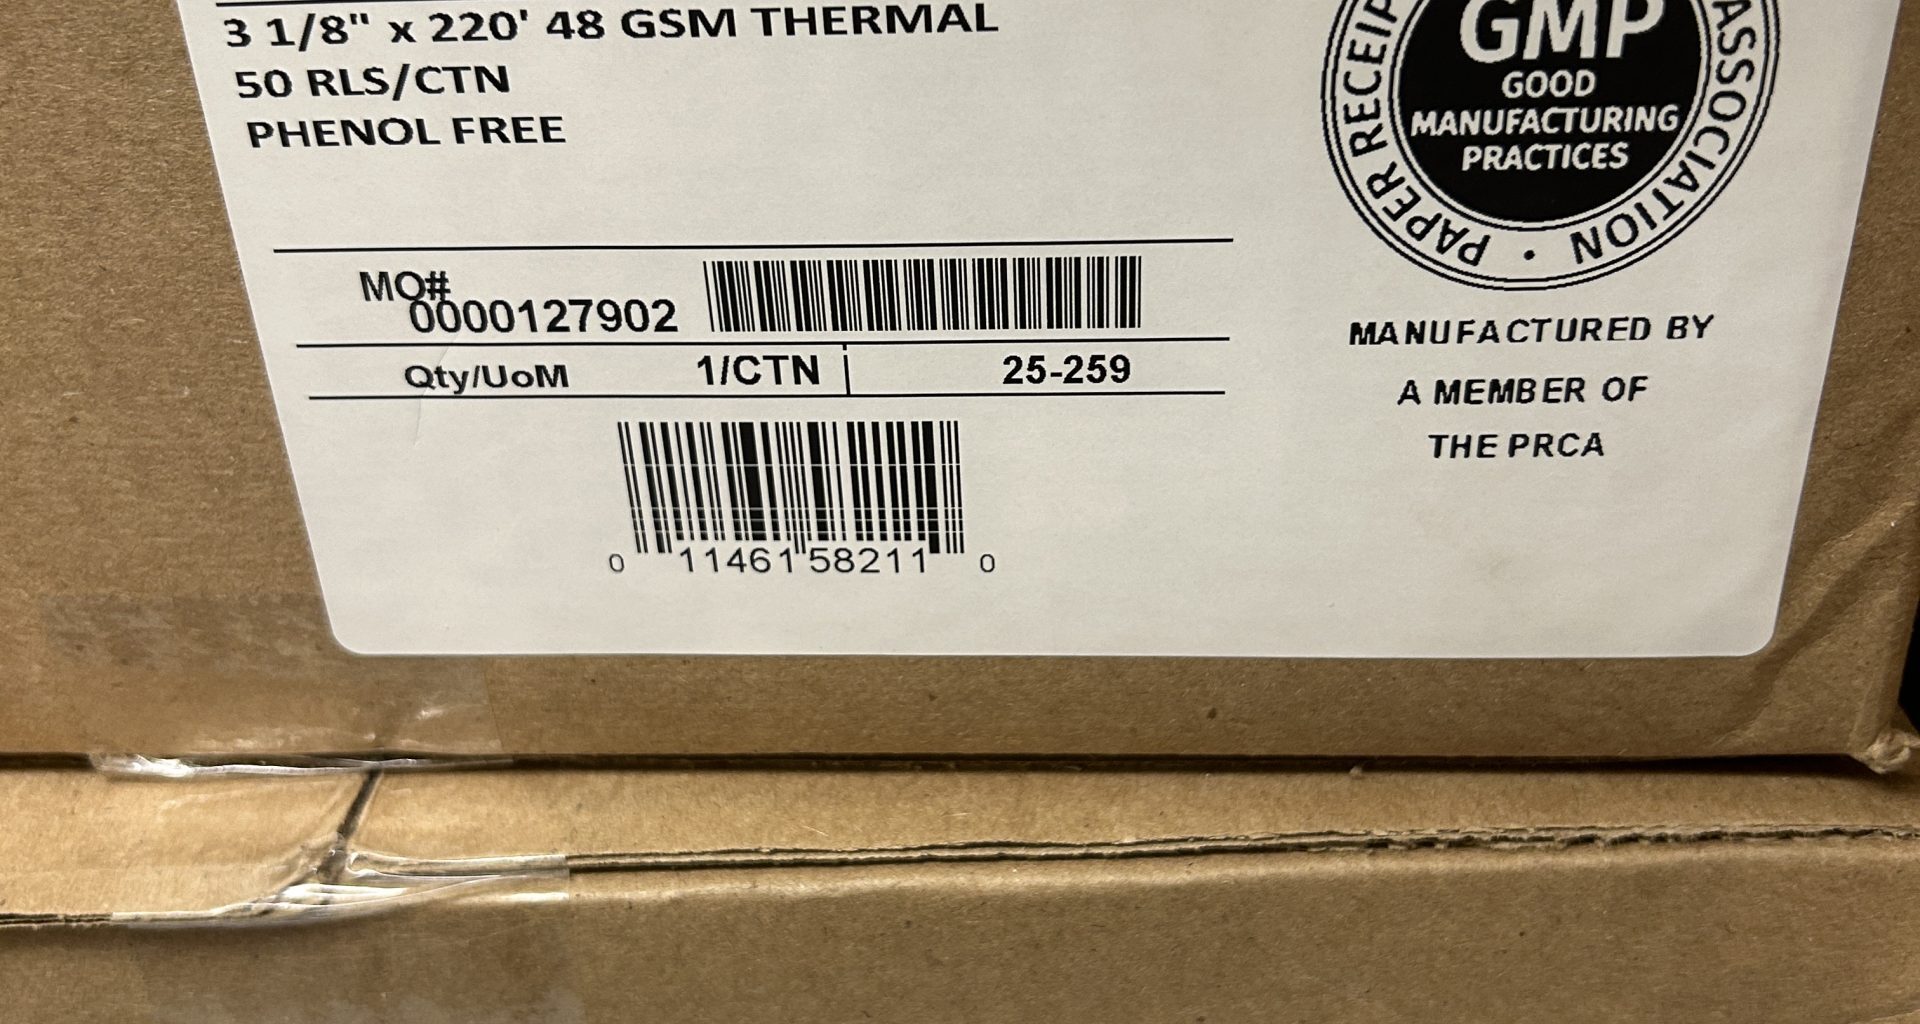 3 1/8" x 220' 48 GSM THERMAL
50 RLS/CTN
PHENOL FREE
MO#
0000127902
Qty/UoM 1/CTN 25-259
0 11461 58211 0
GMP
GOOD
MANUFACTURING
PRACTICES
PAPER RECEIP
ASSOCIATION
MANUFACTURED BY
A MEMBER OF
THE PRCA